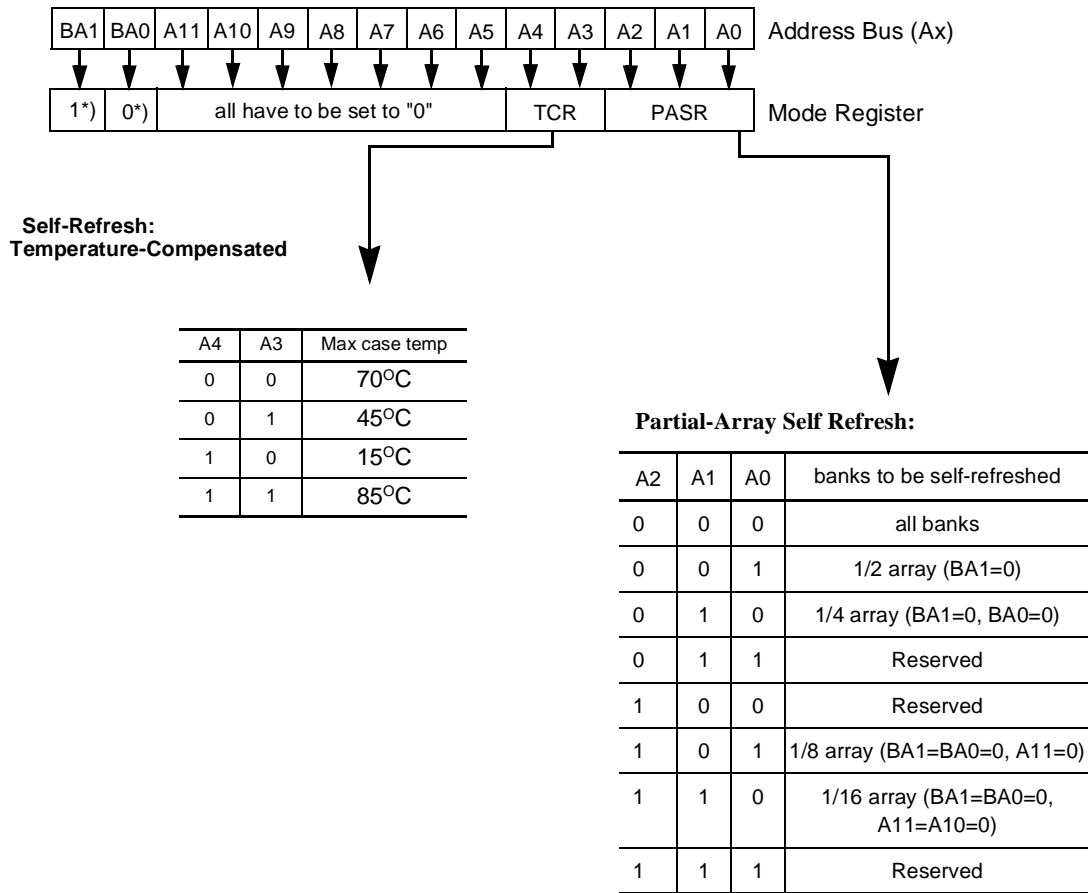 BA1 BA0 A11 A10 A9 A8 A7 A6 A5 A4 A3 A2 A1 A0 Address Bus (Ax)
1*) 0*) all have to be set to "0" TCR PASR Mode Register
Self-Refresh:
Temperature-Compensated
A4 A3 Max case temp
0 0 70°C
0 1 45°C
1 0 15°C
1 1 85°C
Partial-Array Self Refresh:
A2 A1 A0 banks to be self-refreshed
0 0 0 all banks
0 0 1 1/2 array (BA1=0)
0 1 0 1/4 array (BA1=0, BA0=0)
0 1 1 Reserved
1 0 0 Reserved
1 0 1 1/8 array (BA1=BA0=0, A11=0)
1 1 0 1/16 array (BA1=BA0=0,
A11=A10=0)
1 1 1 Reserved